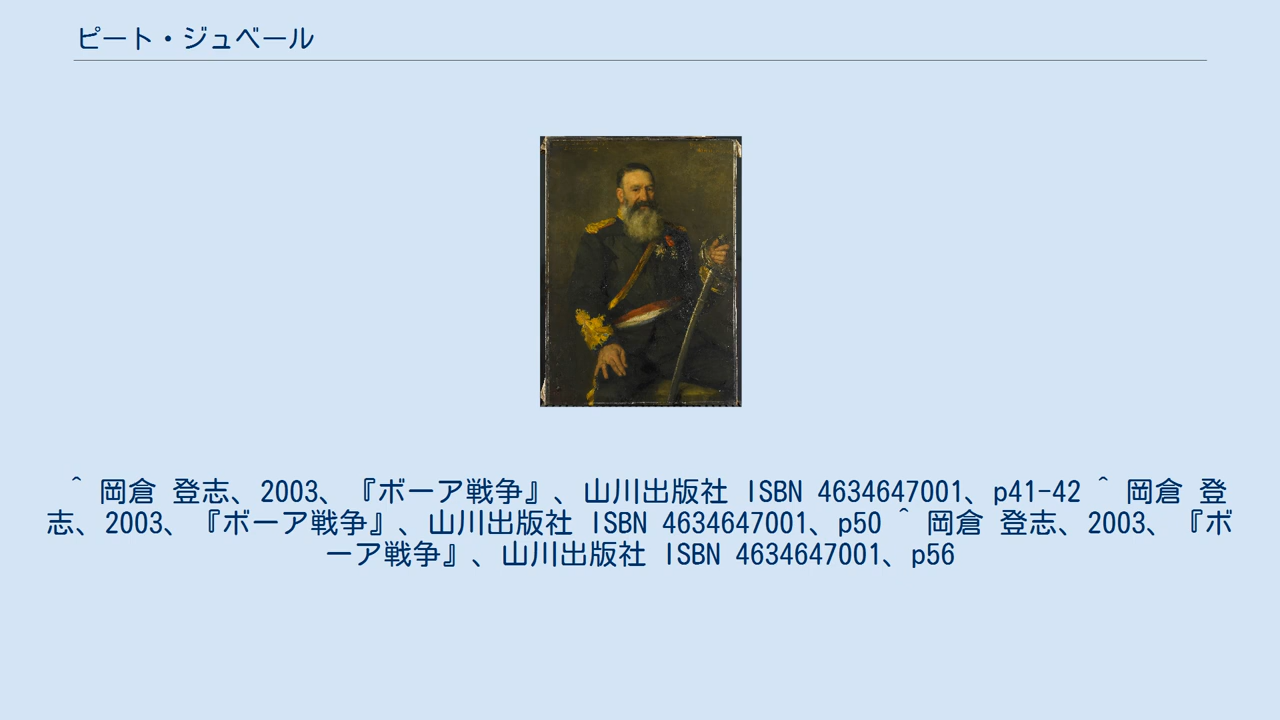 ピート・ジュベール
^ 岡倉 登志、2003、『ボーア戦争』、山川出版社 ISBN 4634647001、p41-42 ^ 岡倉 登
志、2003、『ボーア戦争』、山川出版社 ISBN 4634647001、p50 ^ 岡倉 登志、2003、『ボ
ーア戦争』、山川出版社 ISBN 4634647001、p56